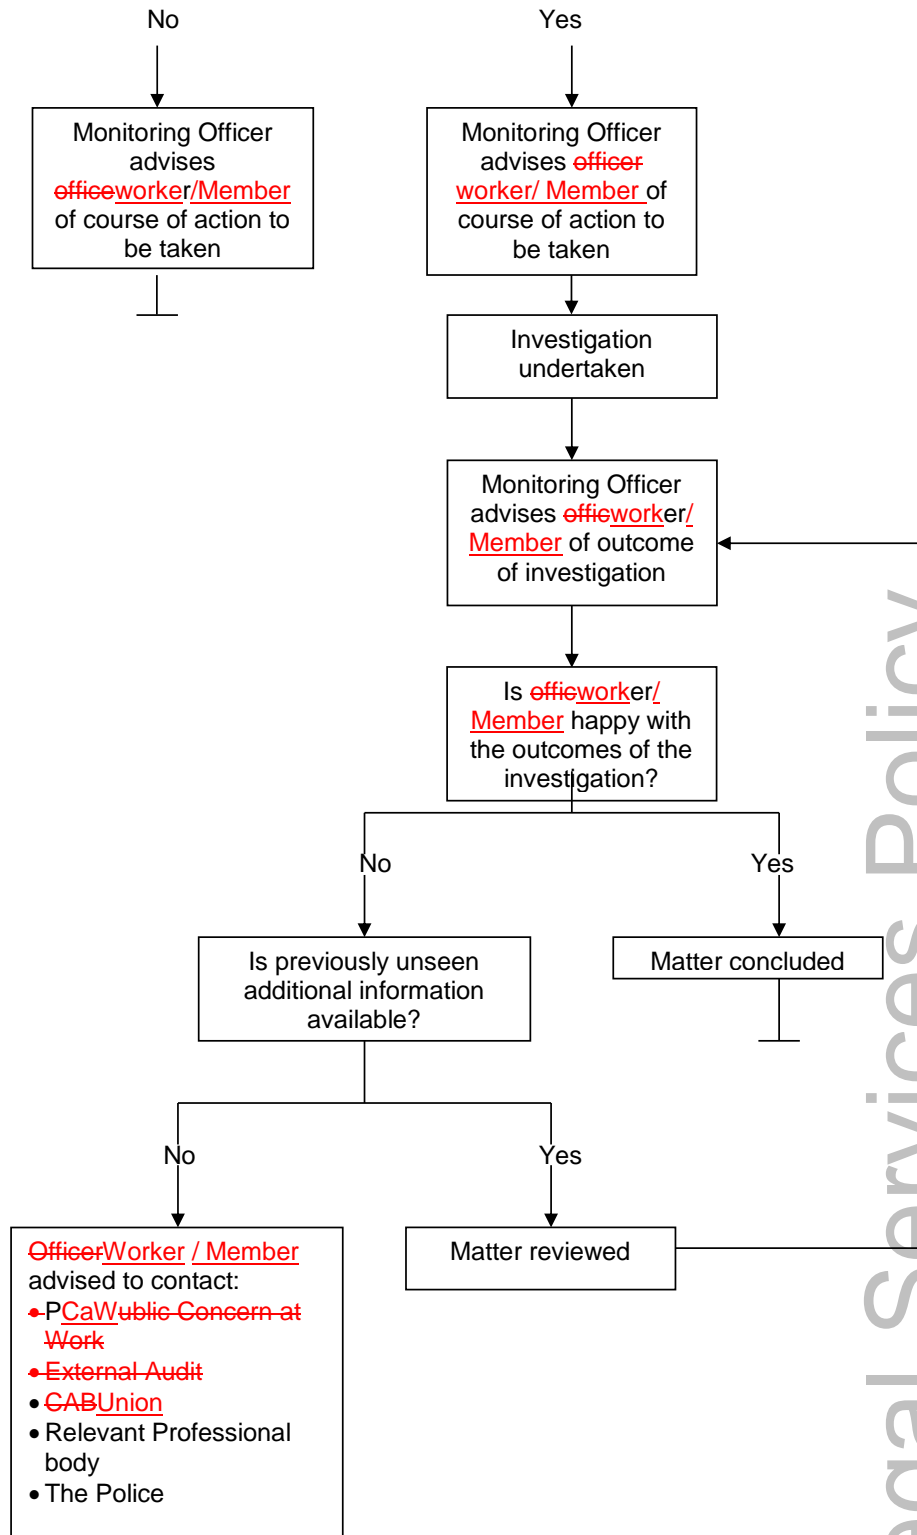 No
Yes
Monitoring Officer
advises
officeworker/Member
of course of action to
be taken
Monitoring Officer
advises officer
worker/ Member of
course of action to
be taken
Investigation
undertaken
Monitoring Officer
advises officworker/
Member of outcome
of investigation
Is officworker/
Member happy with
the outcomes of the
investigation?
No
Yes
Is previously unseen
additional information
available?
Matter concluded
No
Yes
OfficerWorker / Member
advised to contact:
• PCaWublic Concern at
Work
• External Audit
• CABUnion
• Relevant Professional
body
• The Police
Matter reviewed
egal Services Policy